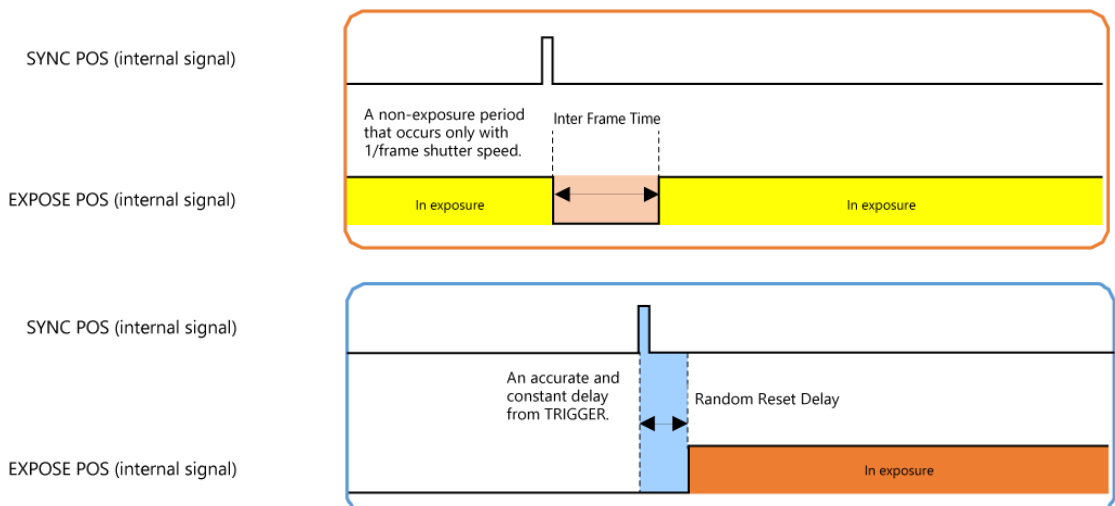 SYNC POS (internal signal)
A non-exposure period
that occurs only with
1/frame shutter speed.
Inter Frame Time
EXPOSE POS (internal signal)
In exposure
In exposure
SYNC POS (internal signal)
An accurate and
constant delay
from TRIGGER.
Random Reset Delay
EXPOSE POS (internal signal)
In exposure